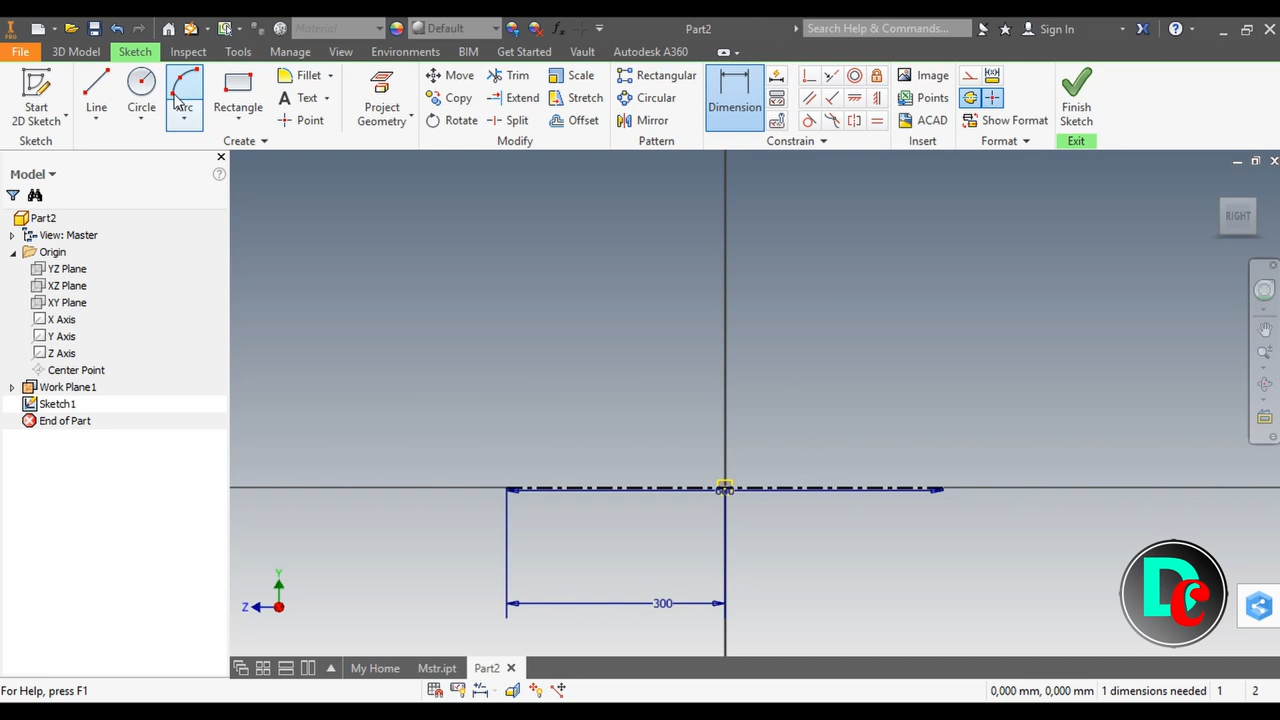 Material
Default
Part2
Search Help & Commands...
Sign In
PRO
File
3D Model
Sketch
Inspect
Tools
Manage
View
Environments
BIM
Get Started
Vault
Autodesk A360
Start
2D Sketch
Line
Circle
Arc
Rectangle
Fillet
Text
Point
Project
Geometry
Move
Copy
Rotate
Trim
Extend
Split
Scale
Stretch
Offset
Rectangular
Circular
Mirror
Dimension
Image
Points
ACAD
Show Format
Finish
Sketch
Sketch
Create
Modify
Pattern
Constrain
Insert
Format
Exit
Model
Part2
View: Master
Origin
YZ Plane
XZ Plane
XY Plane
X Axis
Y Axis
Z Axis
Center Point
Work Plane1
Sketch1
End of Part
RIGHT
300
Y
Z
Dc
My Home
Mstr.ipt
Part2
For Help, press F1
0,000 mm, 0,000 mm
1 dimensions needed
1
2